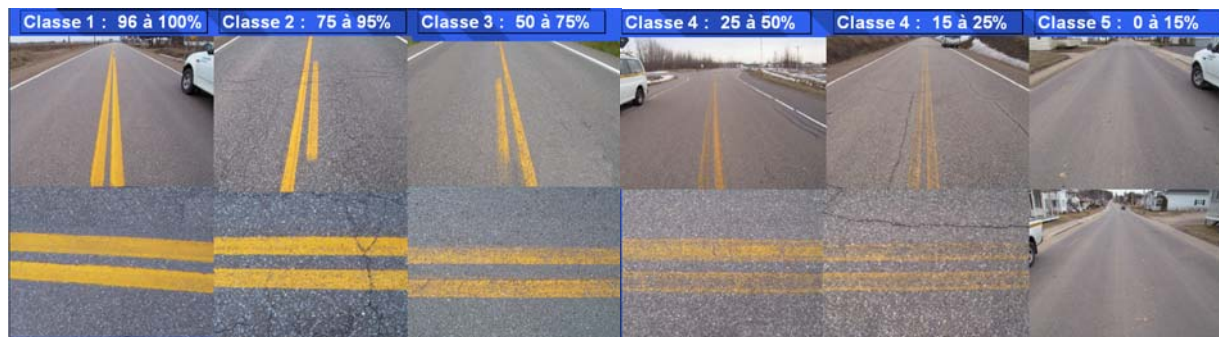 Classe 1 : 96 à 100%
Classe 2 : 75 à 95%
Classe 3 : 50 à 75%
Classe 4 : 25 à 50%
Classe 4 : 15 à 25%
Classe 5 : 0 à 15%